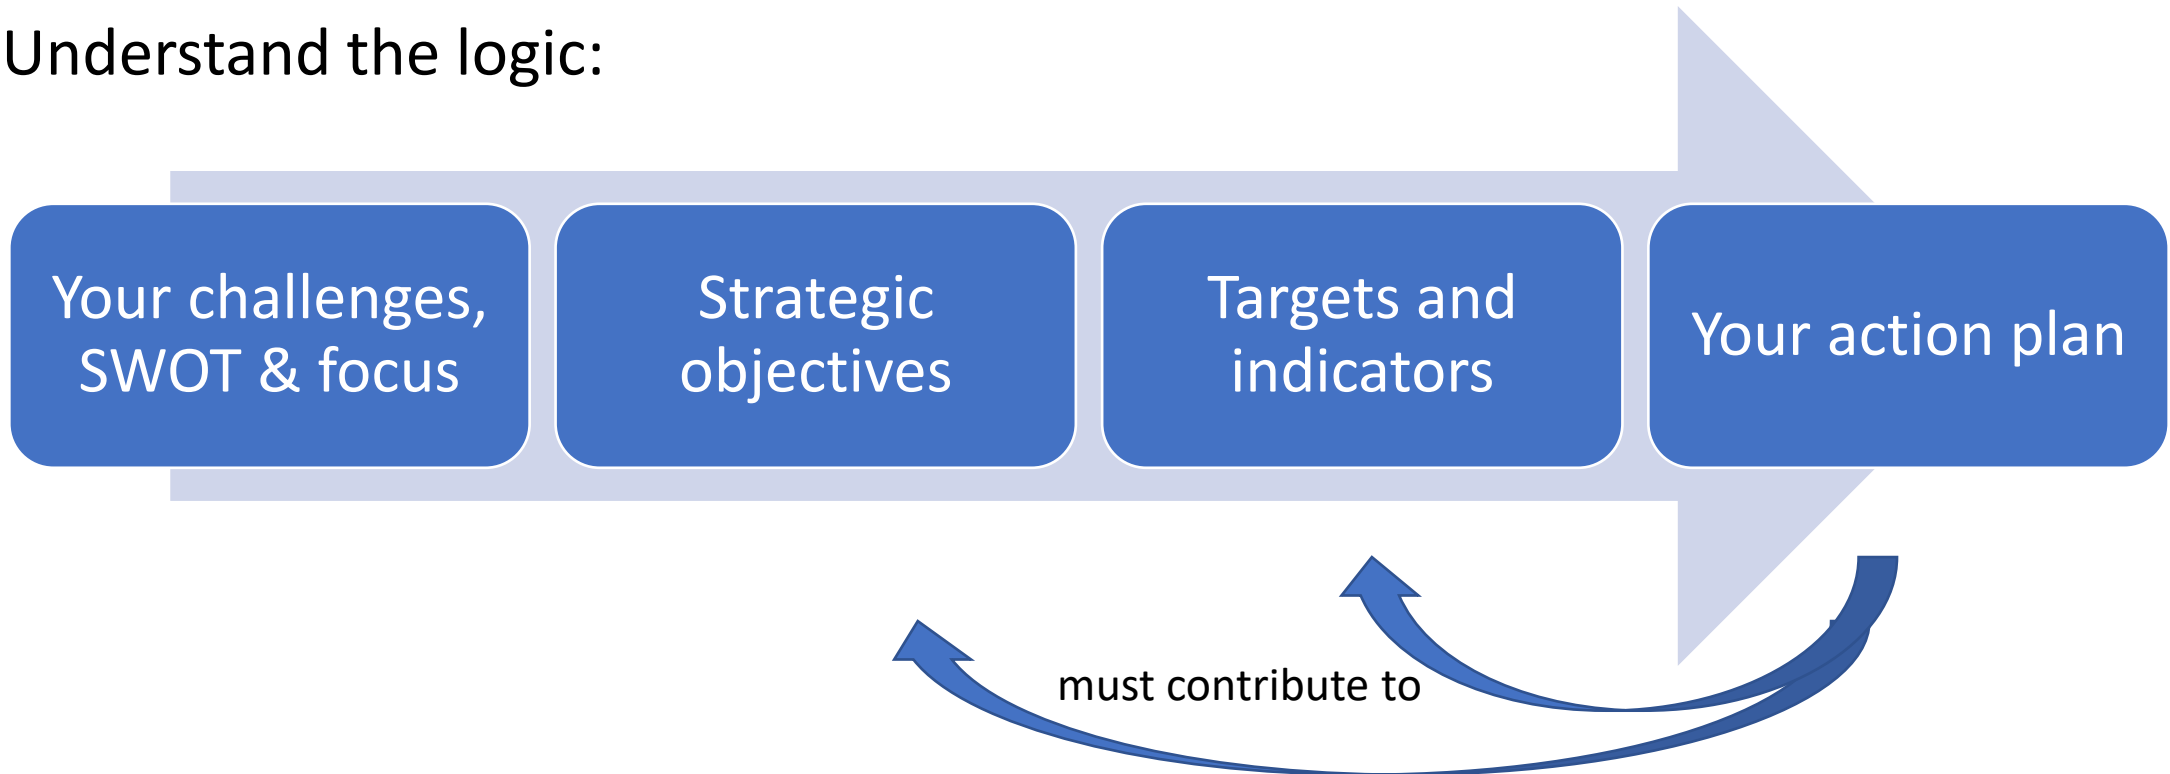 Understand the logic:
Your challenges,
SWOT & focus
Strategic
objectives
Targets and
indicators
Your action plan
must contribute to